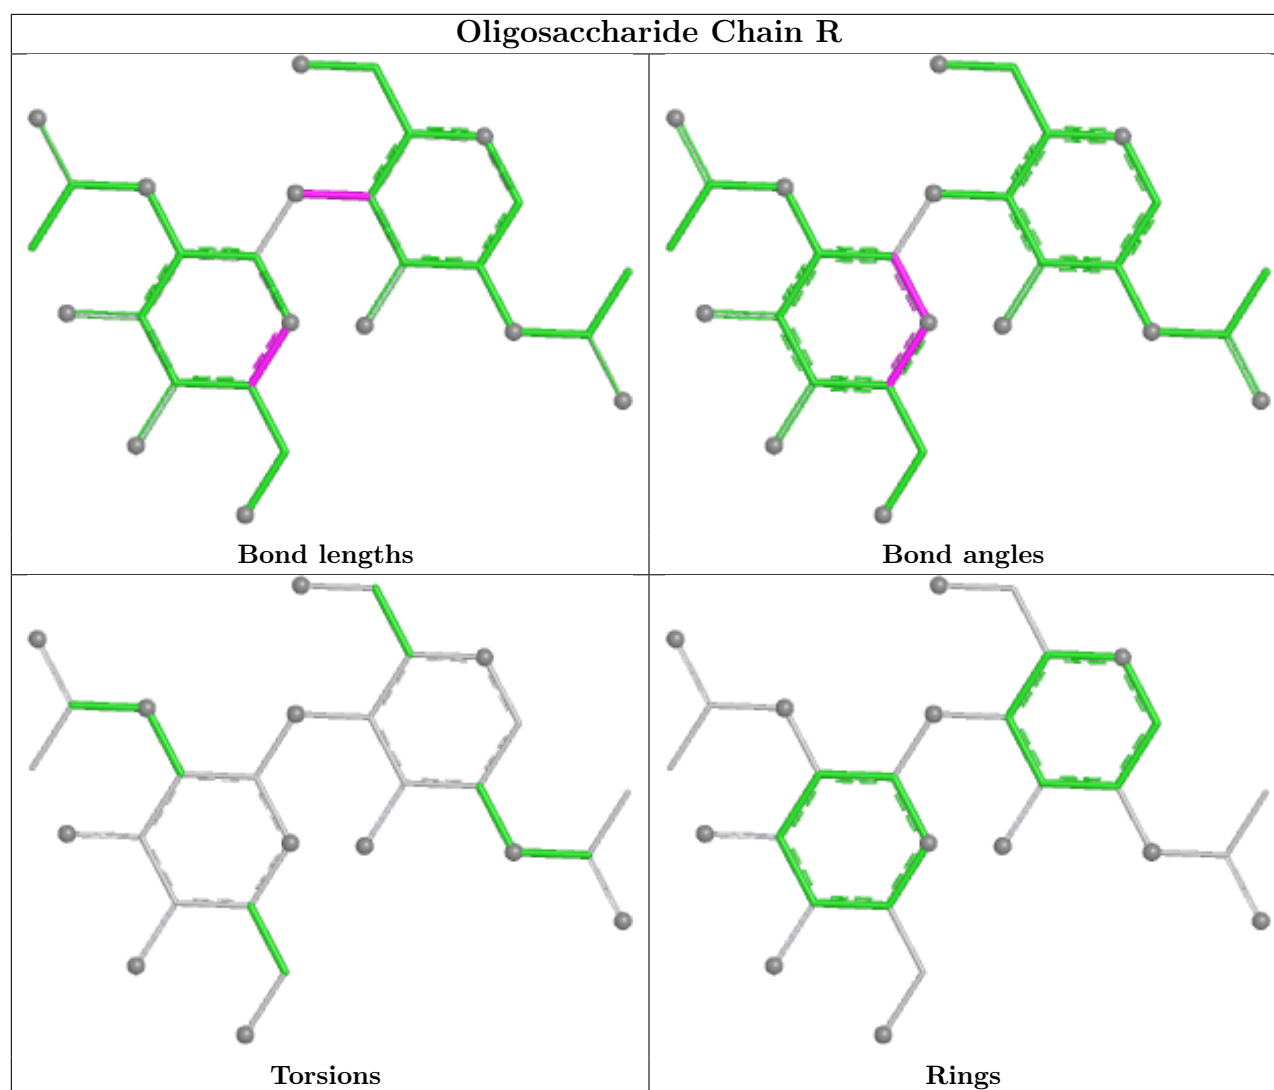 Oligosaccharide Chain R
Bond lengths
Bond angles
Torsions
Rings